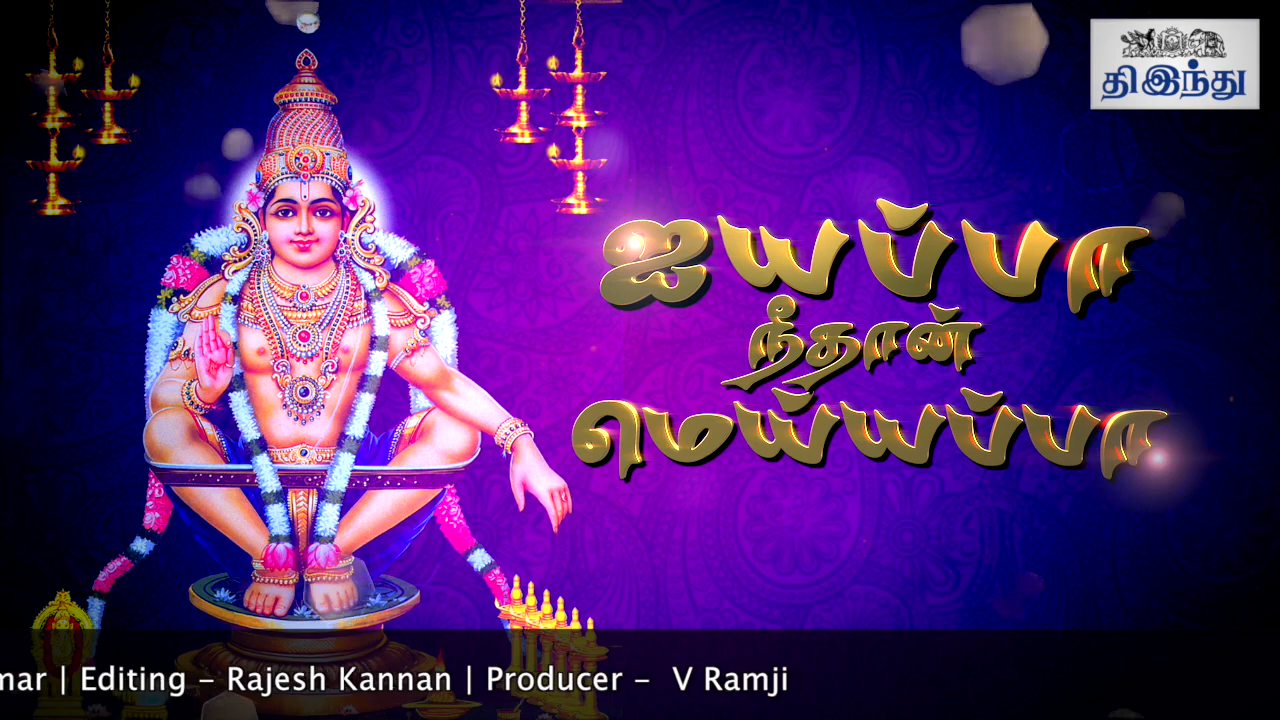 தி இந்து
ஐயப்பா
நீதான்
மெய்யப்பா
mar | Editing – Rajesh Kannan | Producer – V Ramji